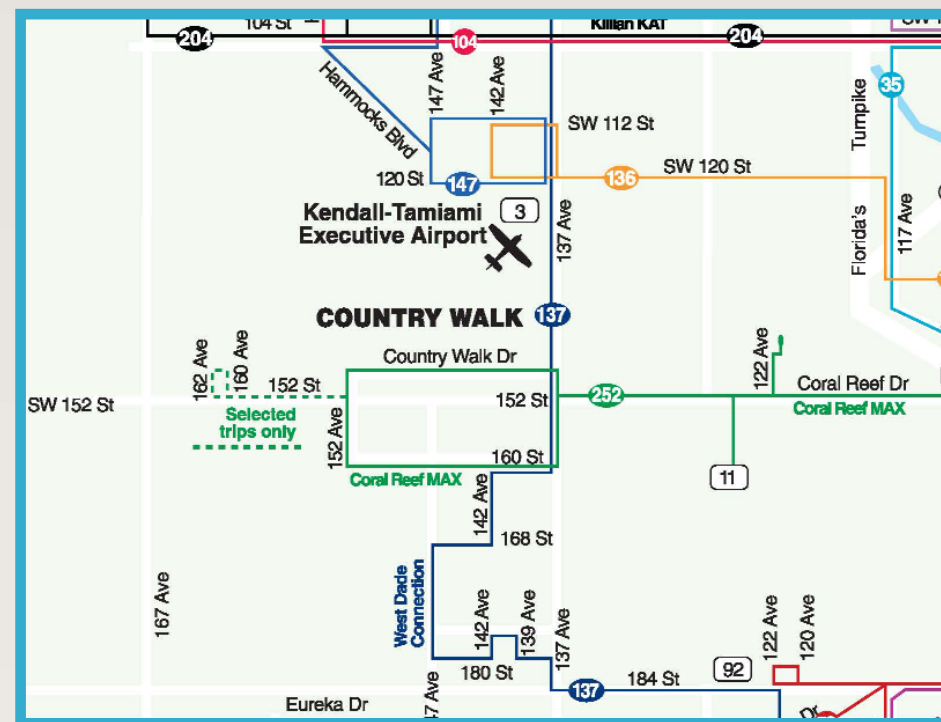 104 St
Killian KAT
204
104
204
35
Hammocks Blvd
147 Ave
142 Ave
SW 112 St
SW 120 St
120 St
147
136
Turnpike
Florida's
117 Ave
Kendall-Tamiami
Executive Airport
3
137 Ave
COUNTRY WALK
137
162 Ave
160 Ave
Country Walk Dr
122 Ave
152 St
SW 152 St
152 St
252
Coral Reef Dr
Coral Reef MAX
Selected
trips only
152 Ave
160 St
Coral Reef MAX
11
142 Ave
168 St
167 Ave
West Dade
Connection
142 Ave
139 Ave
137 Ave
122 Ave
120 Ave
180 St
92
184 St
137
Eureka Dr
Dr